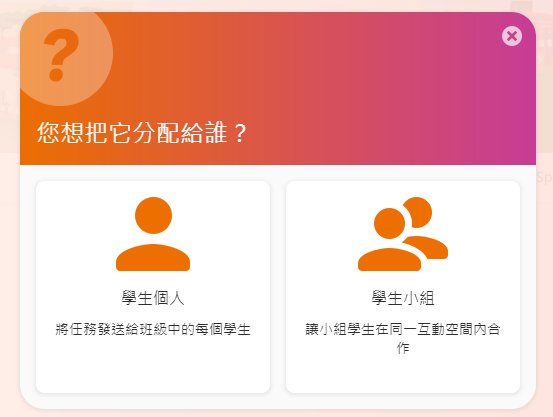 ?
您想把它分配給誰？
學生個人
將任務發送給班級中的每個學生
學生小組
讓小組學生在同一互動空間內合
作